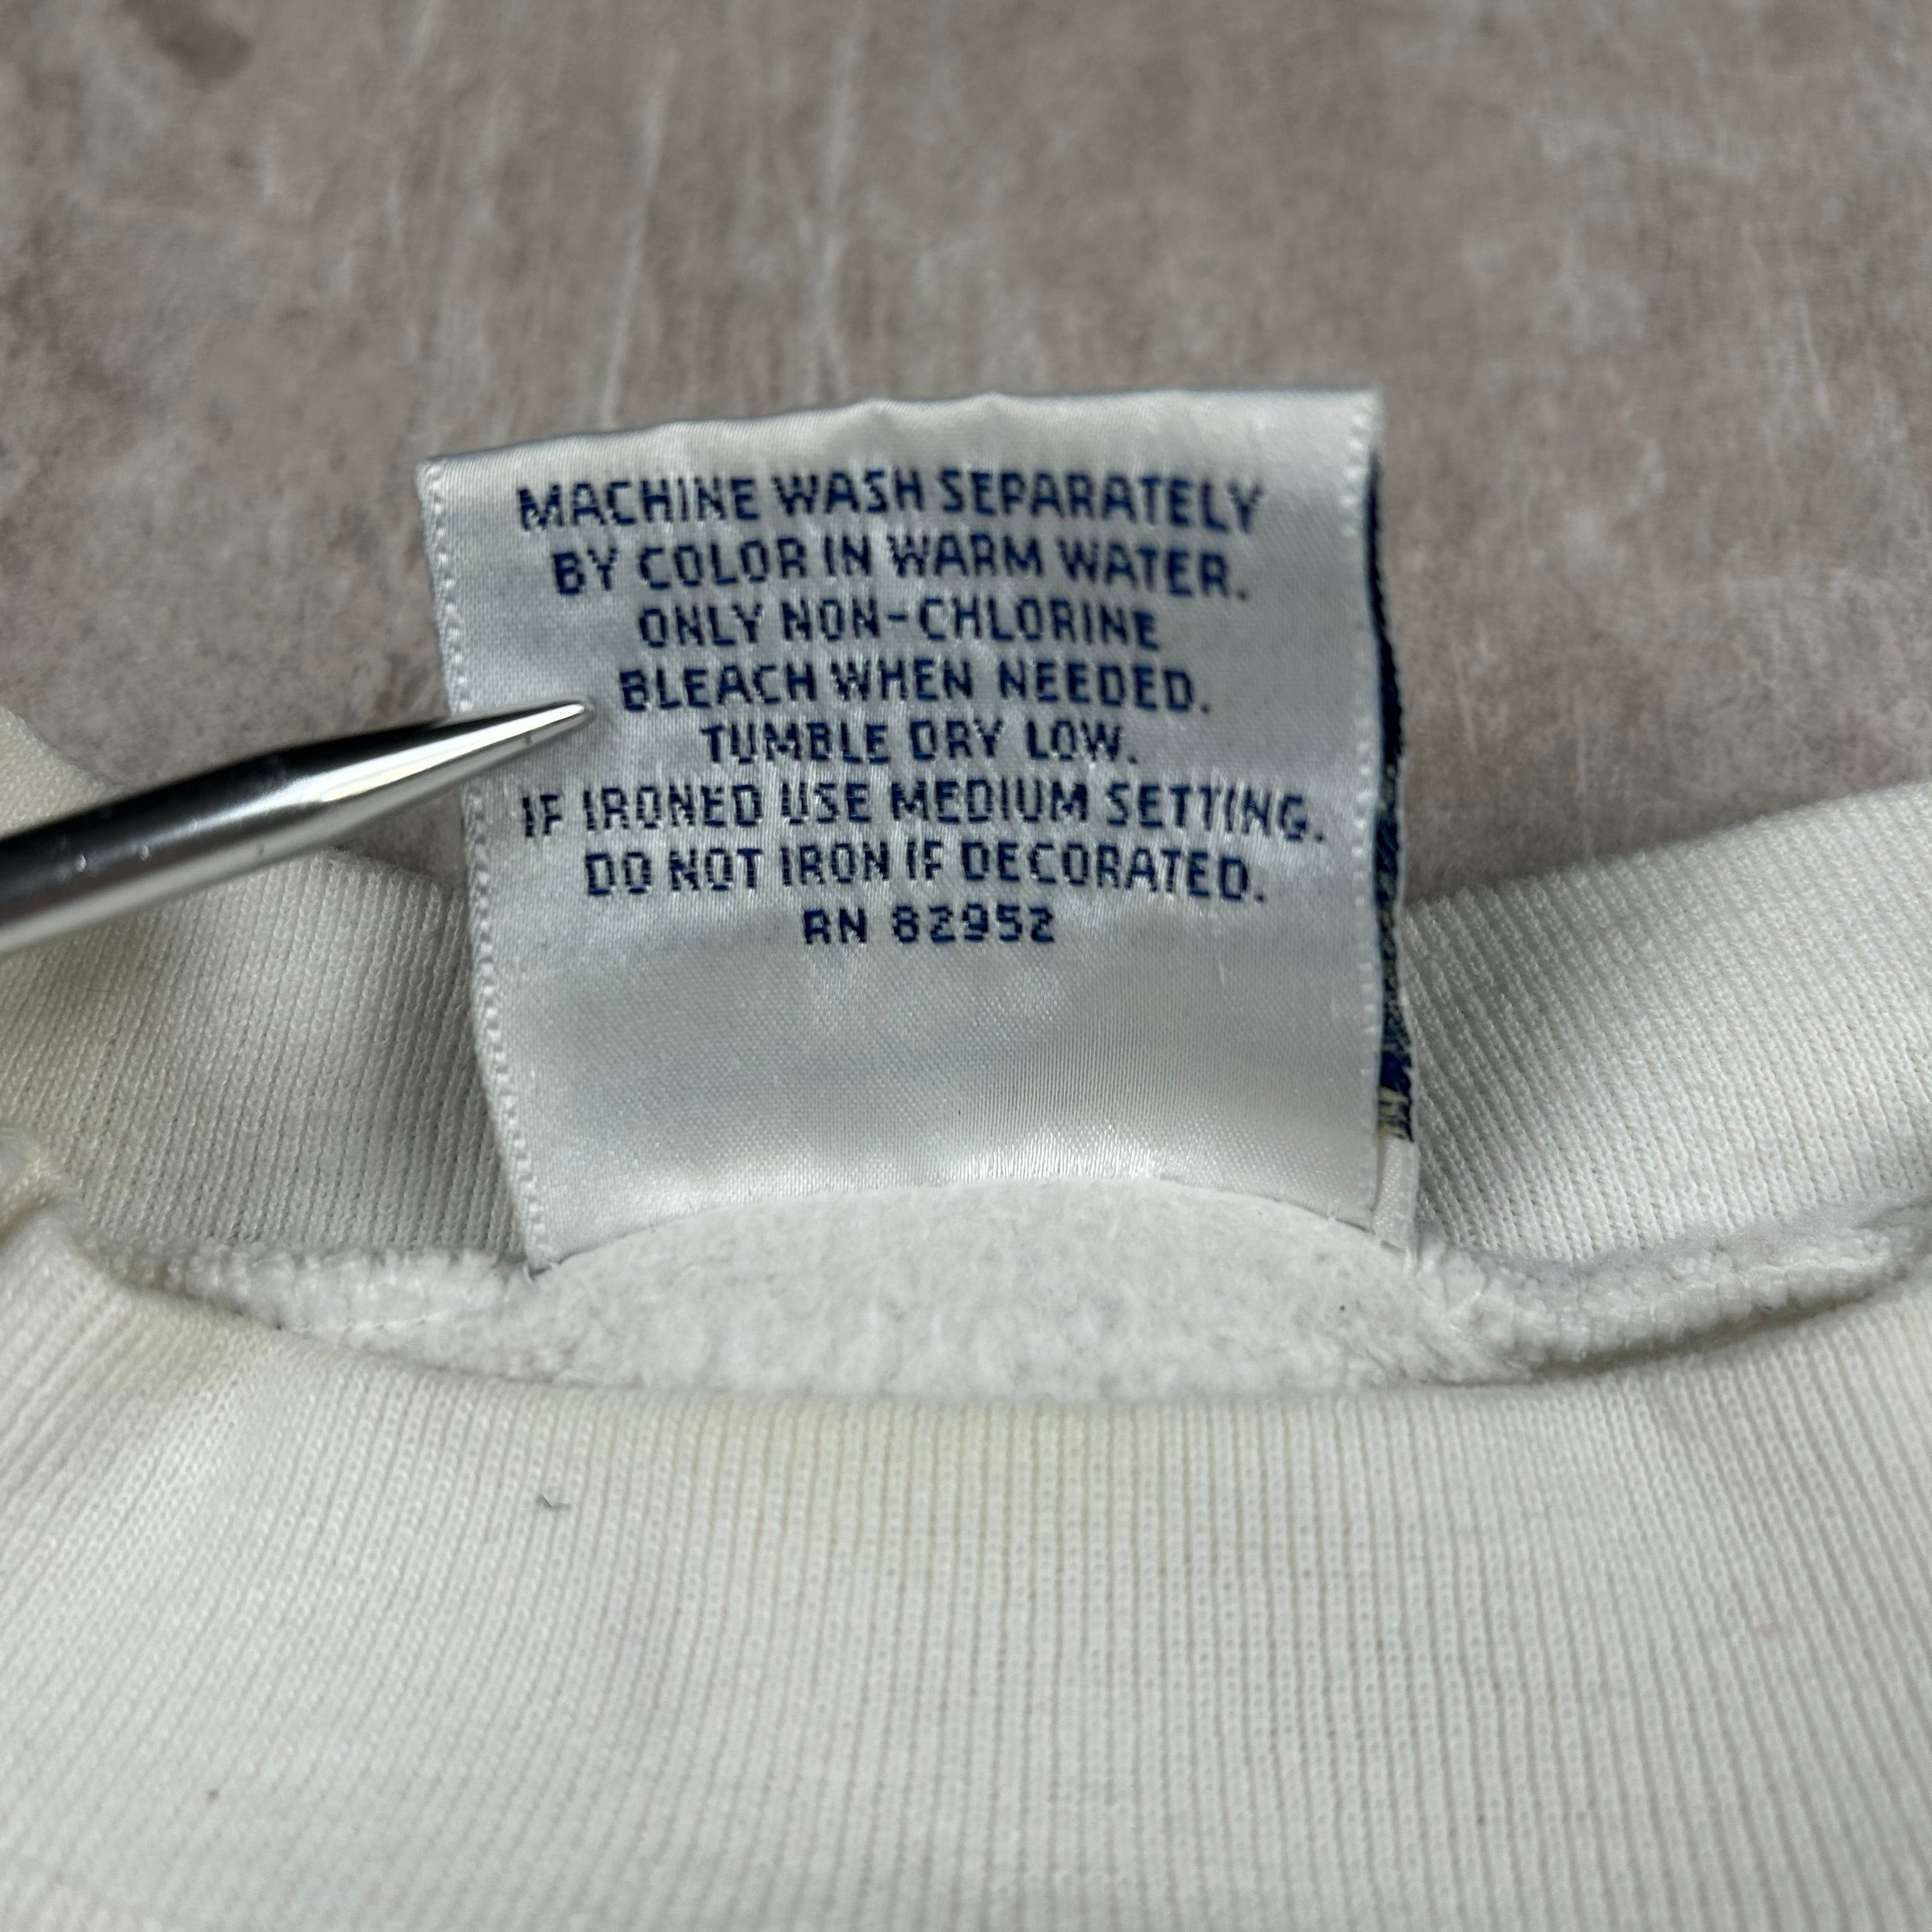 MACHINE WASH SEPARATELY
BY COLOR IN WARM WATER.
ONLY NON-CHLORINE
BLEACH WHEN NEEDED.
TUMBLE DRY LOW.
IF IRONED USE MEDIUM SETTING.
DO NOT IRON IF DECORATED.
RN 82952